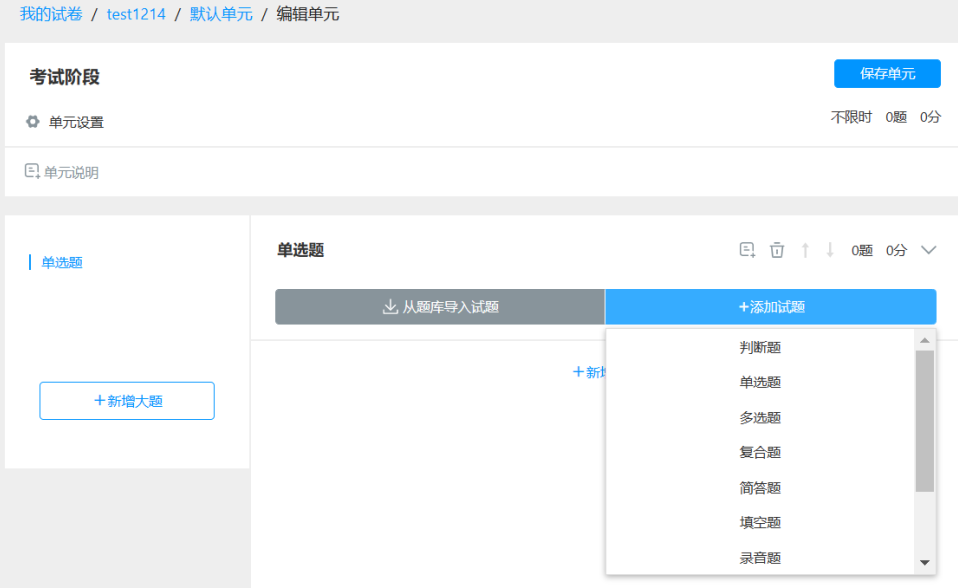 我的试卷 / test1214 / 默认单元 / 编辑单元
考试阶段
保存单元
单元设置
不限时 0题 0分
单元说明
单选题
单选题
0题 0分
从题库导入试题
+添加试题
+新增大题
+新
判断题
单选题
多选题
复合题
简答题
填空题
录音题